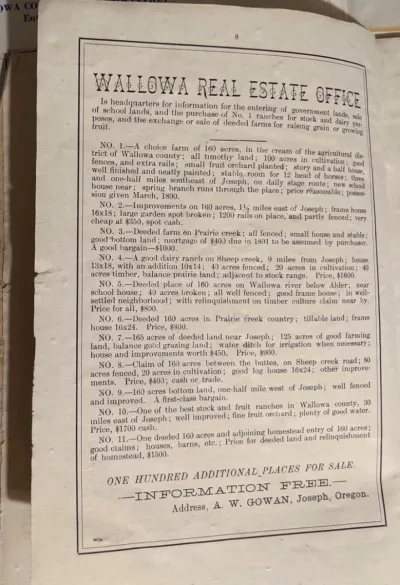 OWA CO
8
WALLOWA REAL ESTATE OFFICE
Is headquarters for information for the entering of government lands, sale
of school lands, and the purchase of No. 1 ranches for stock and dairy pur-
poses, and the exchange or sale of deeded farms for raising grain or growing
fruit.
NO. 1.—A choice farm of 160 acres, in the cream of the agricultural dis-
trict of Wallowa county; all timothy land; 100 acres in cultivation; good
fences, and extra rails; small fruit orchard planted; story and a half house,
well finished and neatly painted; stable room for 12 head of horses; three
and one-half miles southeast of Joseph, on daily stage route; new school
house near; spring branch runs through the place; price reasonable; posses-
sion given March, 1890.
NO. 2.—Improvements on 160 acres, 1½ miles east of Joseph; frame house
16x18; large garden spot broken; 1200 rails on place, and partly fenced; very
cheap at $350, spot cash.
NO. 3.—Deeded farm on Prairie creek; all fenced; small house and stable;
good bottom land; mortgage of $400 due in 1891 to be assumed by purchaser.
A good bargain—$1000.
NO. 4.—A good dairy ranch on Sheep creek, 9 miles from Joseph; house
13x18, with an addition 10x14; 40 acres fenced; 20 acres in cultivation; 40
acres timber, balance prairie land; adjacent to stock range. Price, $1600.
NO. 5.—Deeded place of 160 acres on Wallowa river below Alder; near
school house; 40 acres broken; all well fenced; good frame house; in well-
settled neighborhood; with relinquishment on timber culture claim near by.
Price for all, $800.
NO. 6.—Deeded 160 acres in Prairie creek country; tillable land; frame
house 10x24. Price, $800.
NO. 7.—165 acres of deeded land near Joseph; 125 acres of good farming
land, balance good grazing land; water ditch for irrigation when necessary;
house and improvements worth $450. Price, $900.
NO. 8.—Claim of 160 acres between the buttes, on Sheep creek road; 80
acres fenced, 20 acres in cultivation; good log house 16x24; other improve-
ments. Price, $400; cash or trade.
NO. 9.—160 acres bottom land, one-half mile west of Joseph; well fenced
and improved. A first-class bargain.
NO. 10.—One of the best stock and fruit ranches in Wallowa county, 30
miles east of Joseph; well improved; fine fruit orchard; plenty of good water.
Price, $1700 cash.
NO. 11.—One deeded 160 acres and adjoining homestead entry of 160 acres;
good claims; houses, barns, etc.; Price for deeded land and relinquishment
of homestead, $1500.
ONE HUNDRED ADDITIONAL PLACES FOR SALE.
—INFORMATION FREE.—
Address, A. W. GOWAN, Joseph, Oregon.